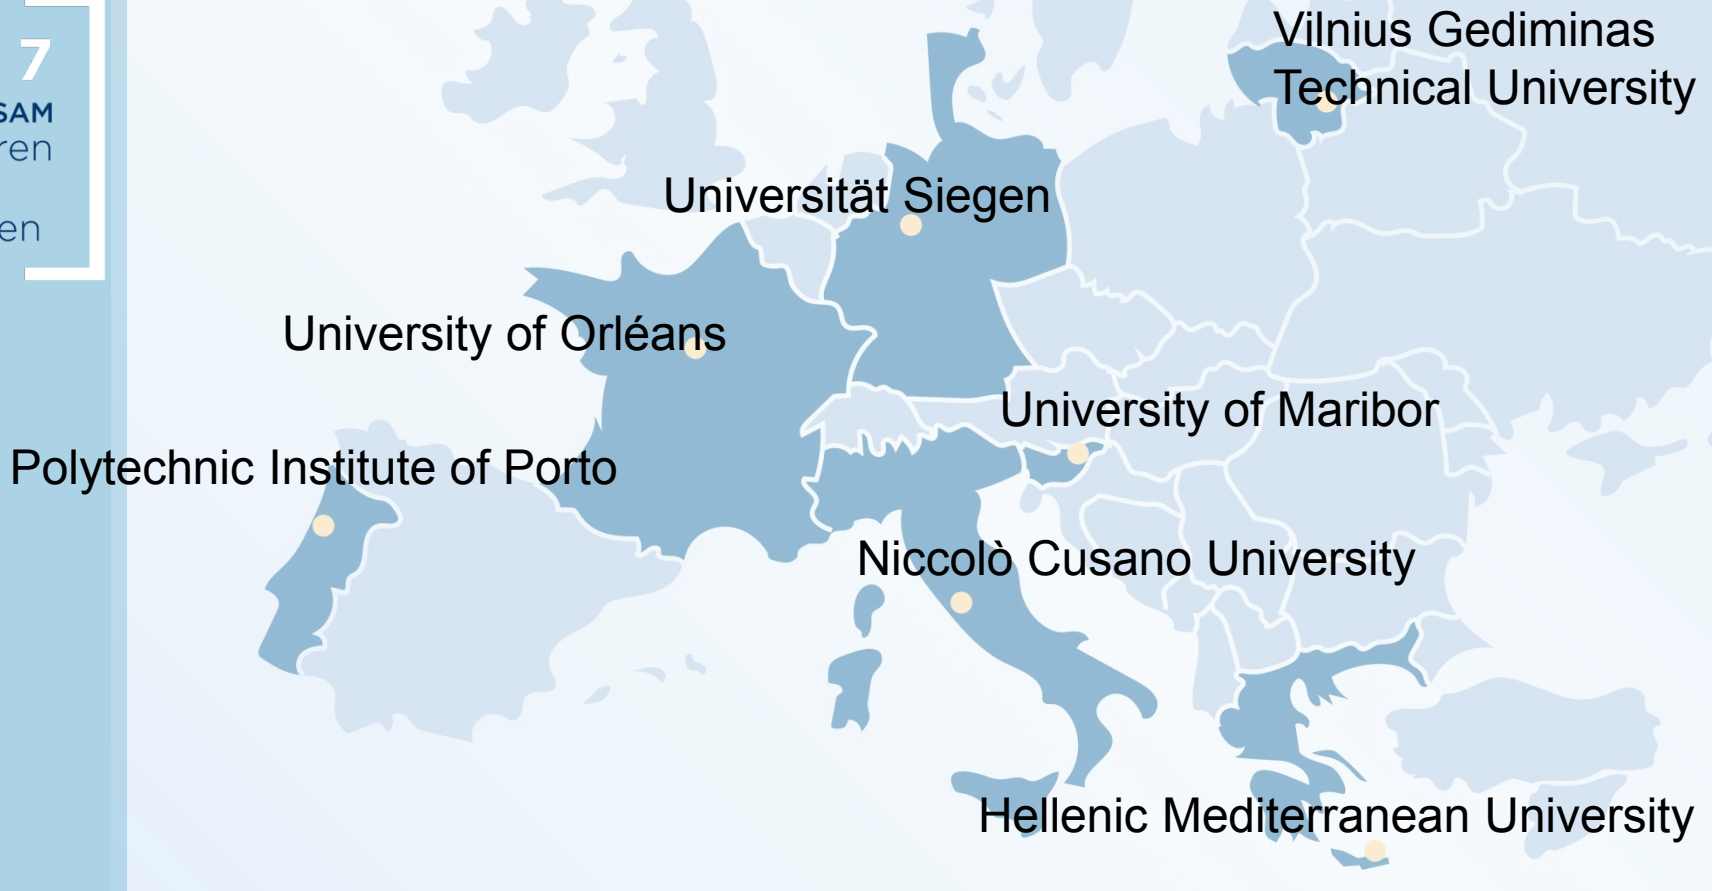 7
SAM
ren
en
Vilnius Gediminas
Technical University
Universität Siegen
University of Orléans
University of Maribor
Polytechnic Institute of Porto
Niccolò Cusano University
Hellenic Mediterranean University